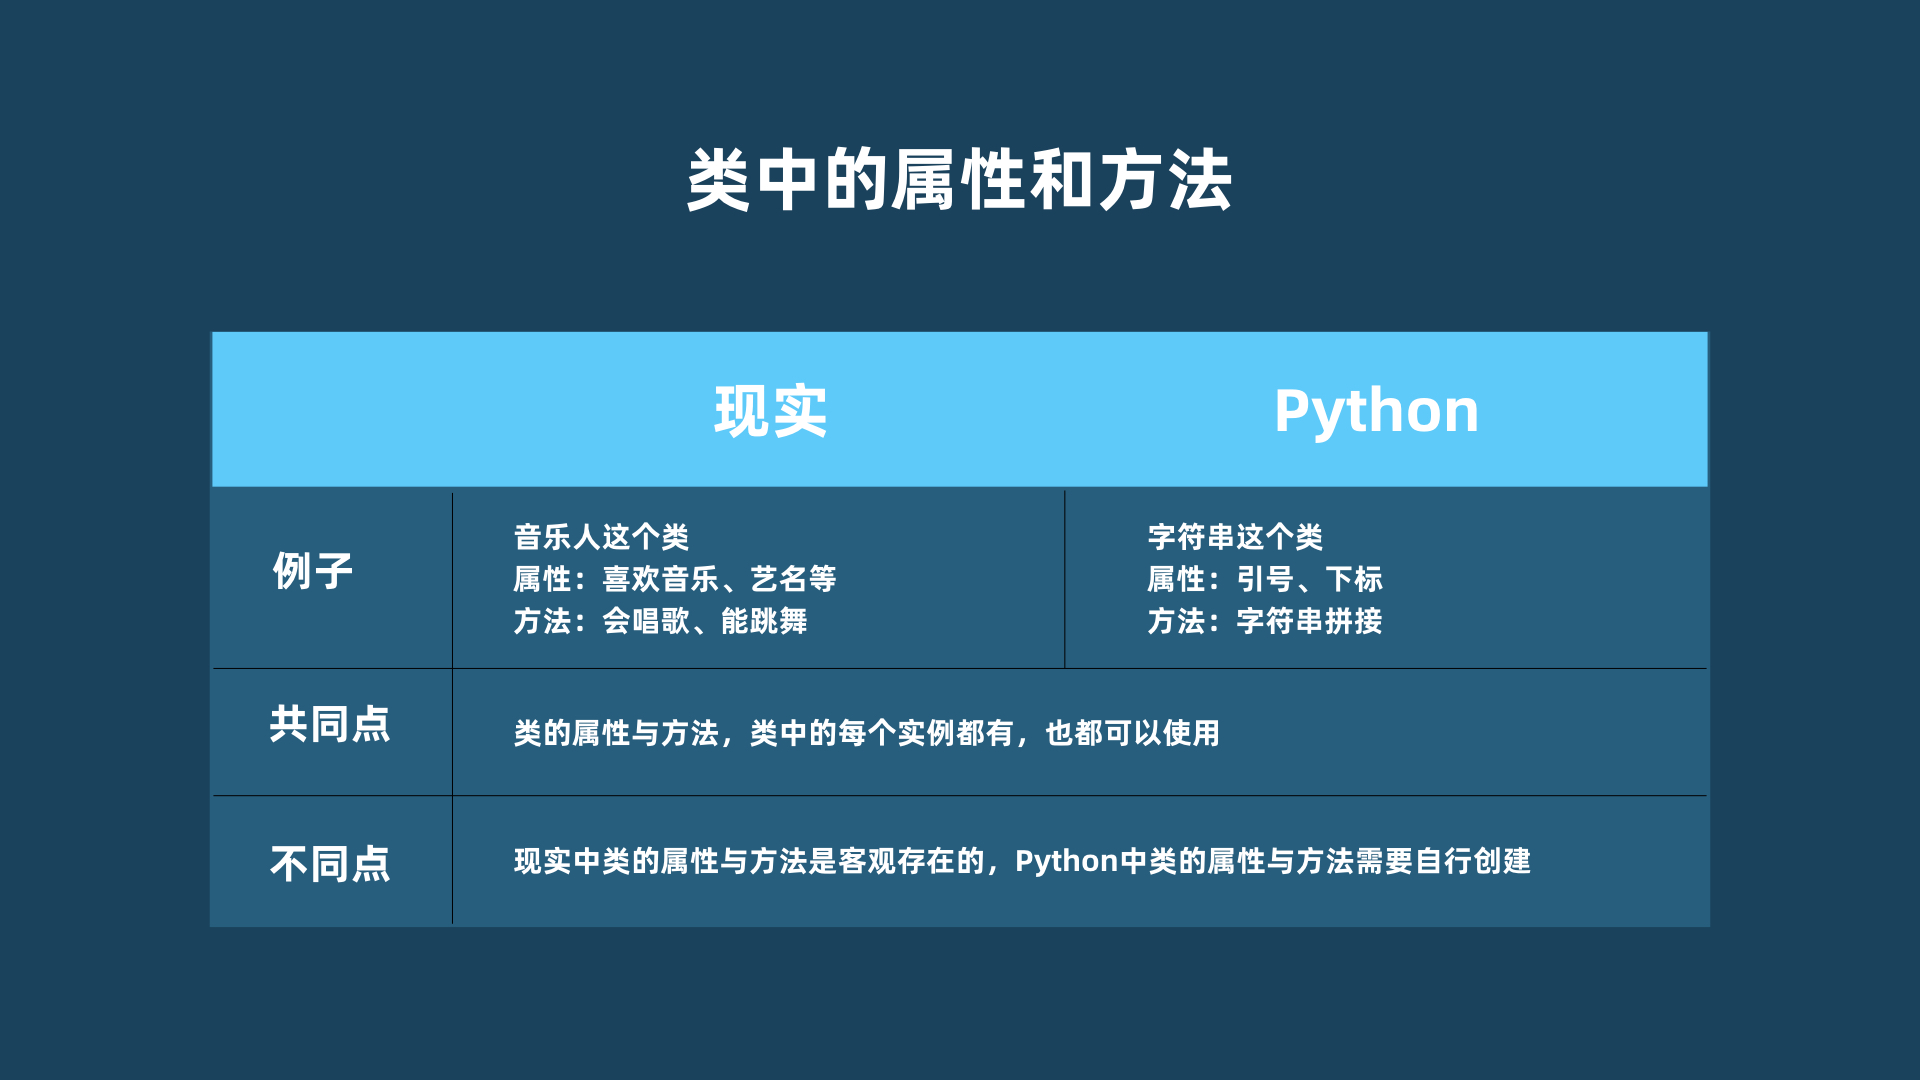 类中的属性和方法
现实
Python
例子
音乐人这个类
属性：喜欢音乐、艺名等
方法：会唱歌、能跳舞
字符串这个类
属性：引号、下标
方法：字符串拼接
共同点
类的属性与方法，类中的每个实例都有，也都可以使用
不同点
现实中类的属性与方法是客观存在的，Python中类的属性与方法需要自行创建